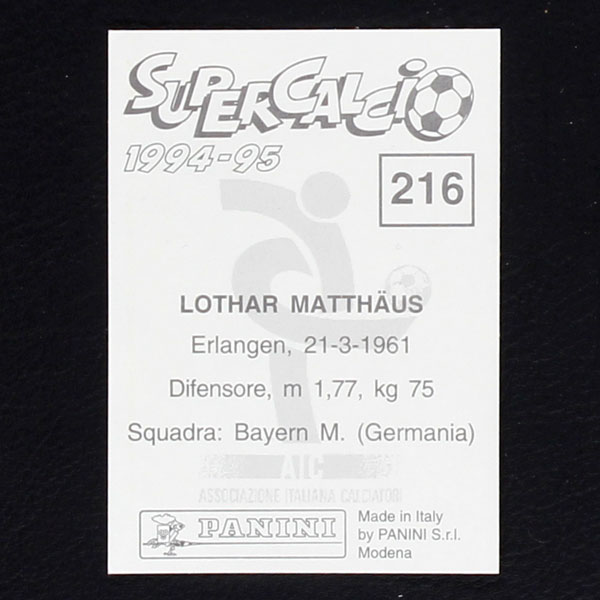 SUPERCALCIO
1994-95
216
LOTHAR MATTHÄUS
Erlangen, 21-3-1961
Difensore, m 1,77, kg 75
Squadra: Bayern M. (Germania)
AIC
ASSOCIAZIONE ITALIANA CALCIATORI
PANINI
Made in Italy
by PANINI S.r.l.
Modena